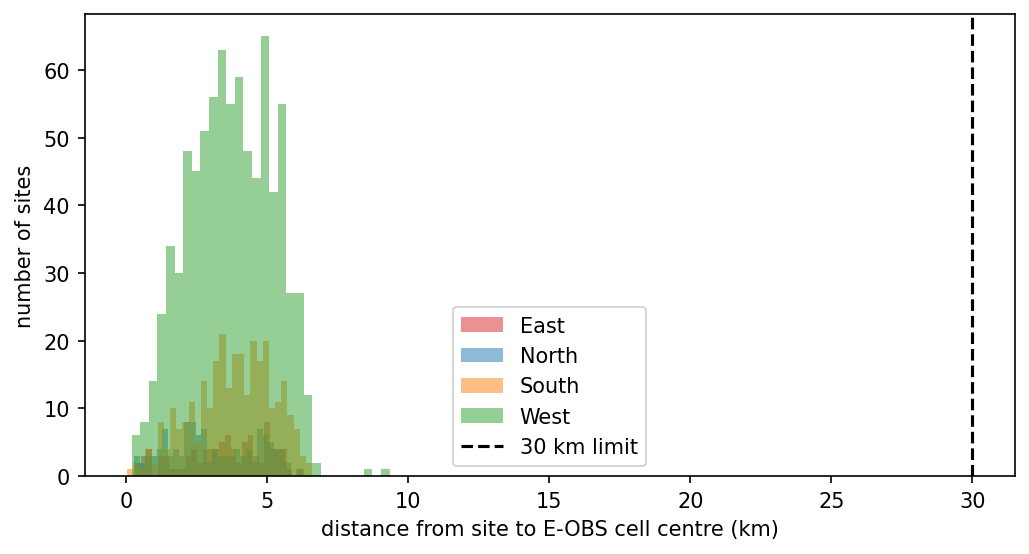 number of sites
60
50
40
30
20
10
0
0 5 10 15 20 25 30
distance from site to E-OBS cell centre (km)
East
North
South
West
30 km limit